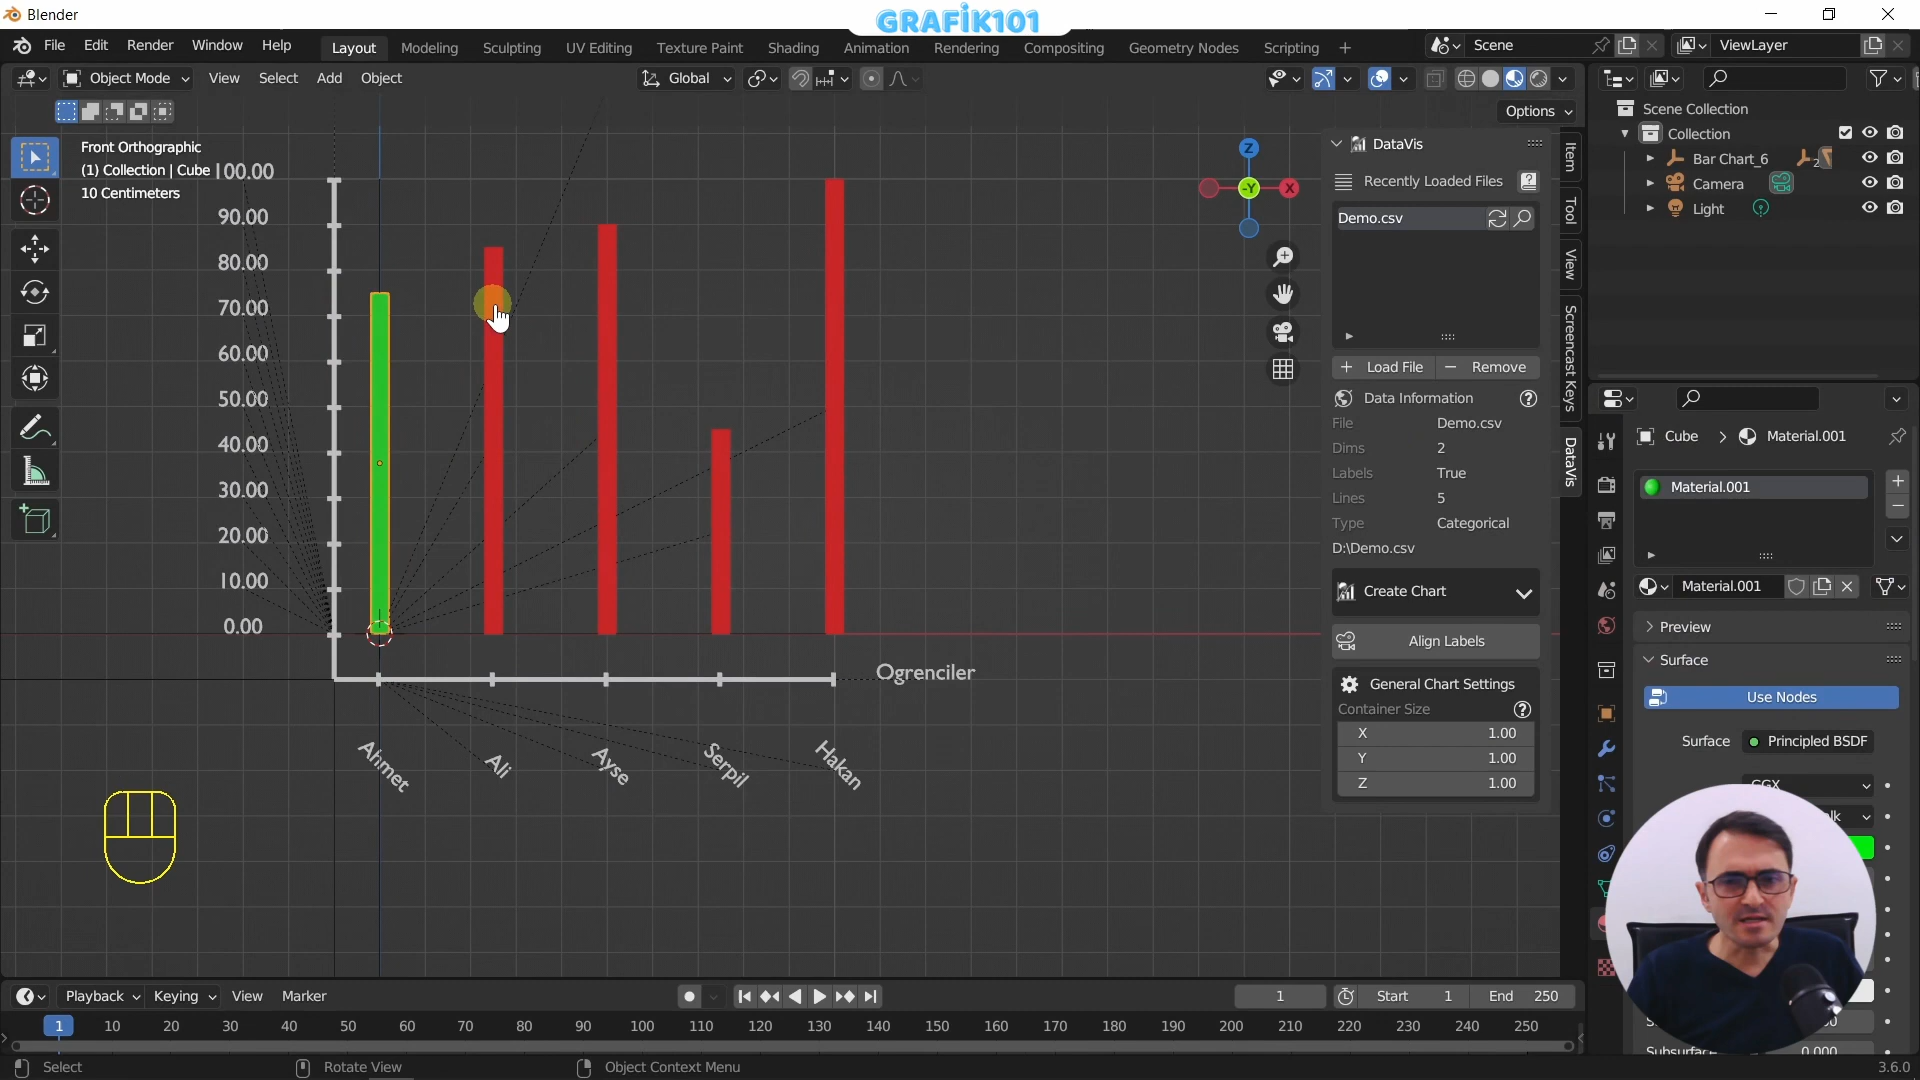 Blender
GRAFİK101
File Edit Render Window Help
Layout Modeling Sculpting UV Editing Texture Paint Shading Animation Rendering Compositing Geometry Nodes Scripting +
Scene
ViewLayer
Object Mode View Select Add Object
Global
Options
Front Orthographic
(1) Collection | Cube
10 Centimeters
100.00
90.00
80.00
70.00
60.00
50.00
40.00
30.00
20.00
10.00
0.00
Ogrenciler
Ahmet
Ali
Ayse
Serpil
Hakan
Z
-Y
X
DataVis
Recently Loaded Files
Demo.csv
+ Load File
− Remove
Data Information
File Demo.csv
Dims 2
Labels True
Lines 5
Type Categorical
D:\Demo.csv
Create Chart
Align Labels
General Chart Settings
Container Size
X 1.00
Y 1.00
Z 1.00
Item
Tool
View
Screencast Keys
DataVis
Scene Collection
Collection
Bar Chart_6
2
Camera
Light
Cube > Material.001
Material.001
Material.001
Preview
Surface
Use Nodes
Surface Principled BSDF
GGX
0.000
Playback Keying View Marker
1
Start 1
End 250
1 10 20 30 40 50 60 70 80 90 100 110 120 130 140 150 160 170 180 190 200 210 220 230 240 250
Select
Rotate View
Object Context Menu
3.6.0